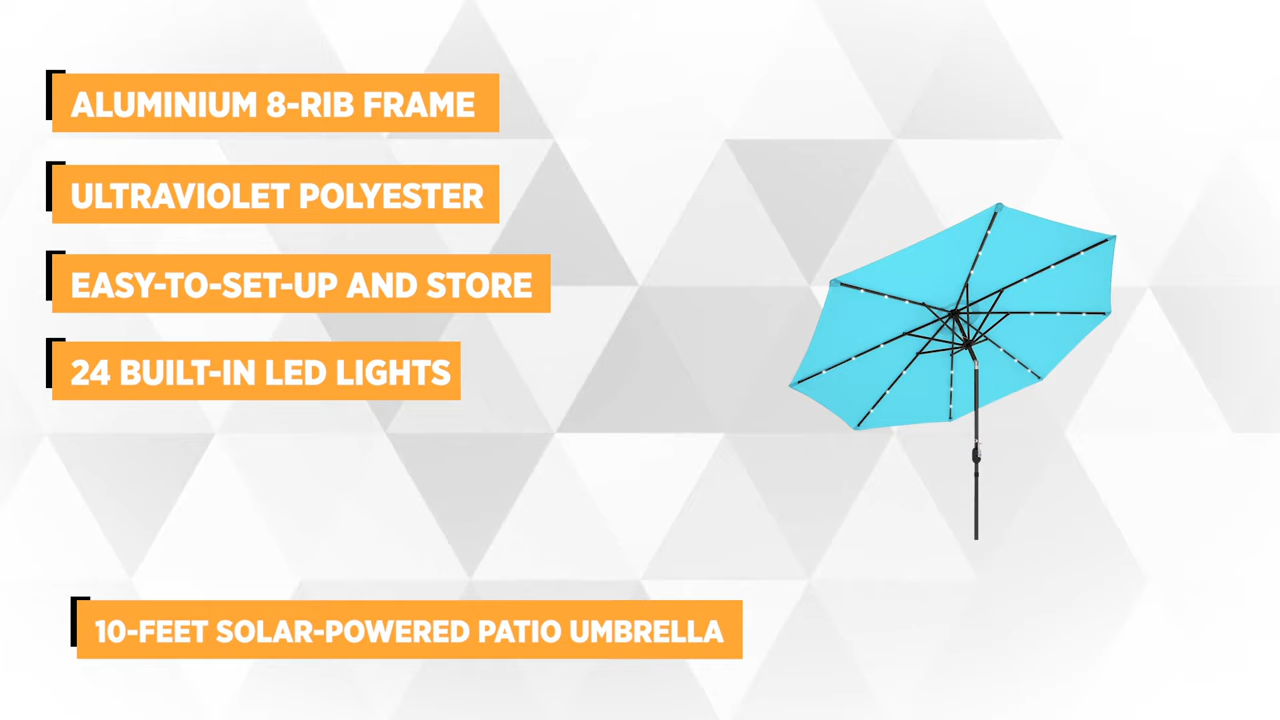 ALUMINIUM 8-RIB FRAME
ULTRAVIOLET POLYESTER
EASY-TO-SET-UP AND STORE
24 BUILT-IN LED LIGHTS
10-FEET SOLAR-POWERED PATIO UMBRELLA